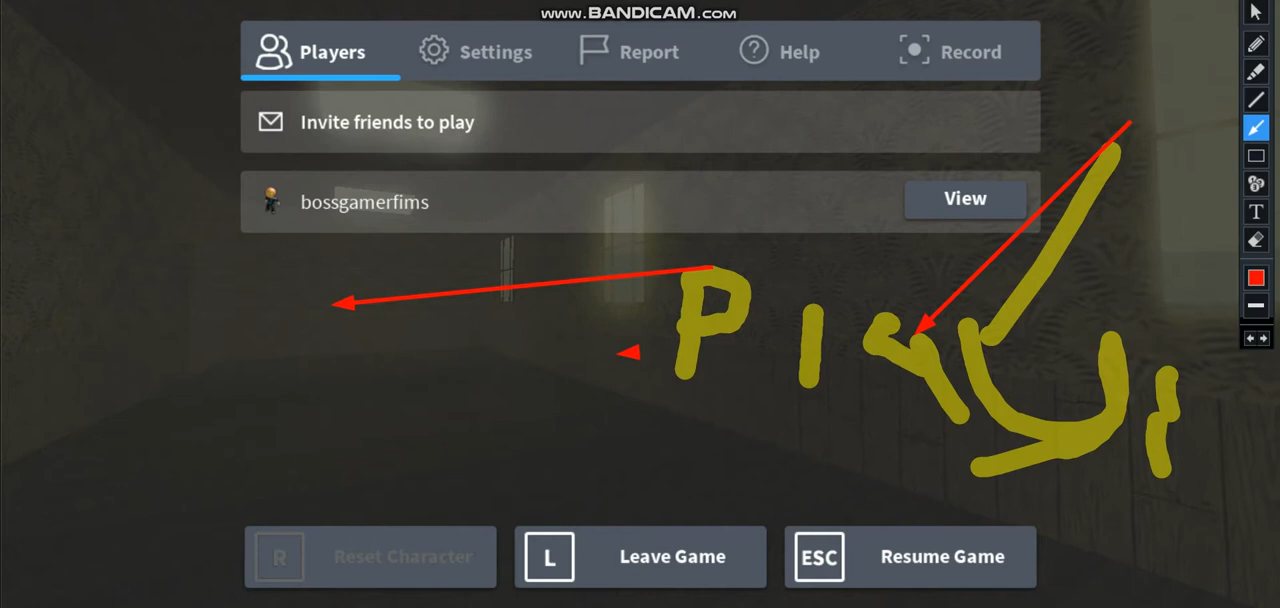 www.BANDICAM.com
Players Settings Report Help Record
Invite friends to play
bossgamerfims View
R Reset Character L Leave Game ESC Resume Game